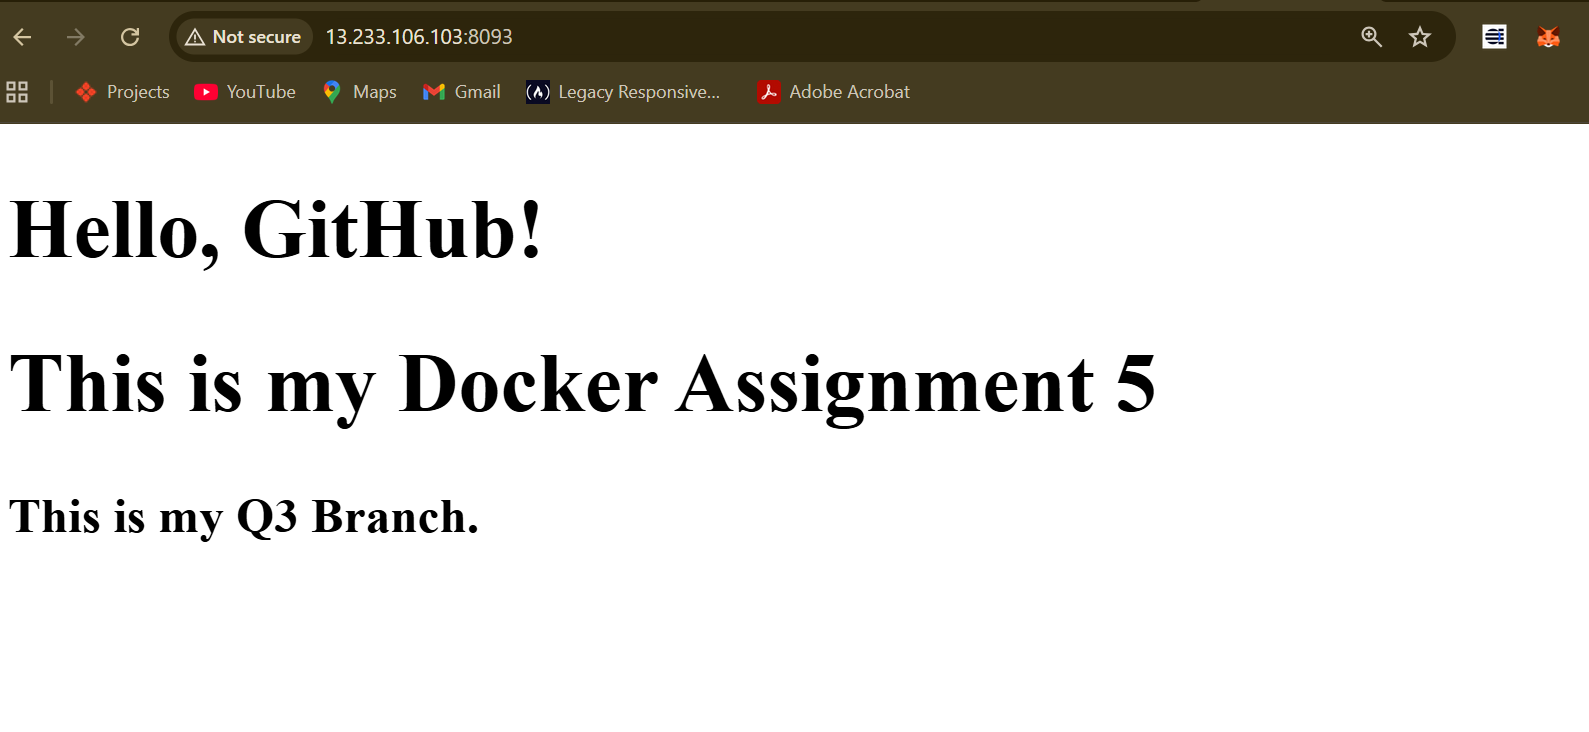 Not secure 13.233.106.103:8093
Projects YouTube Maps Gmail Legacy Responsive... Adobe Acrobat
Hello, GitHub!
This is my Docker Assignment 5
This is my Q3 Branch.